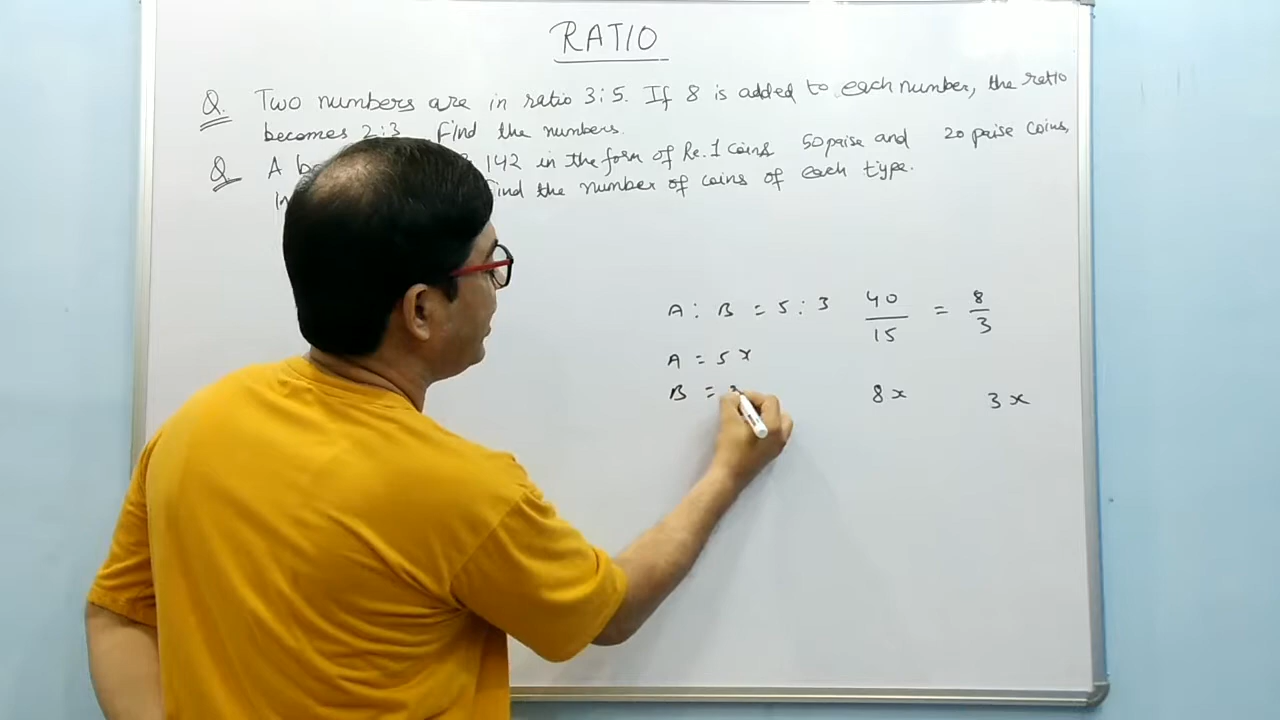 RATIO
Q. Two numbers are in ratio 3:5. If 8 is added to each number, the ratio
becomes 2:3 Find the numbers.
Q A 142 in the form of Re.1 coins 50 paise and 20 paise coins,
Find the number of coins of each type.
A : B = 5 : 3 40/15 = 8/3
A = 5x
B = 8x 3x